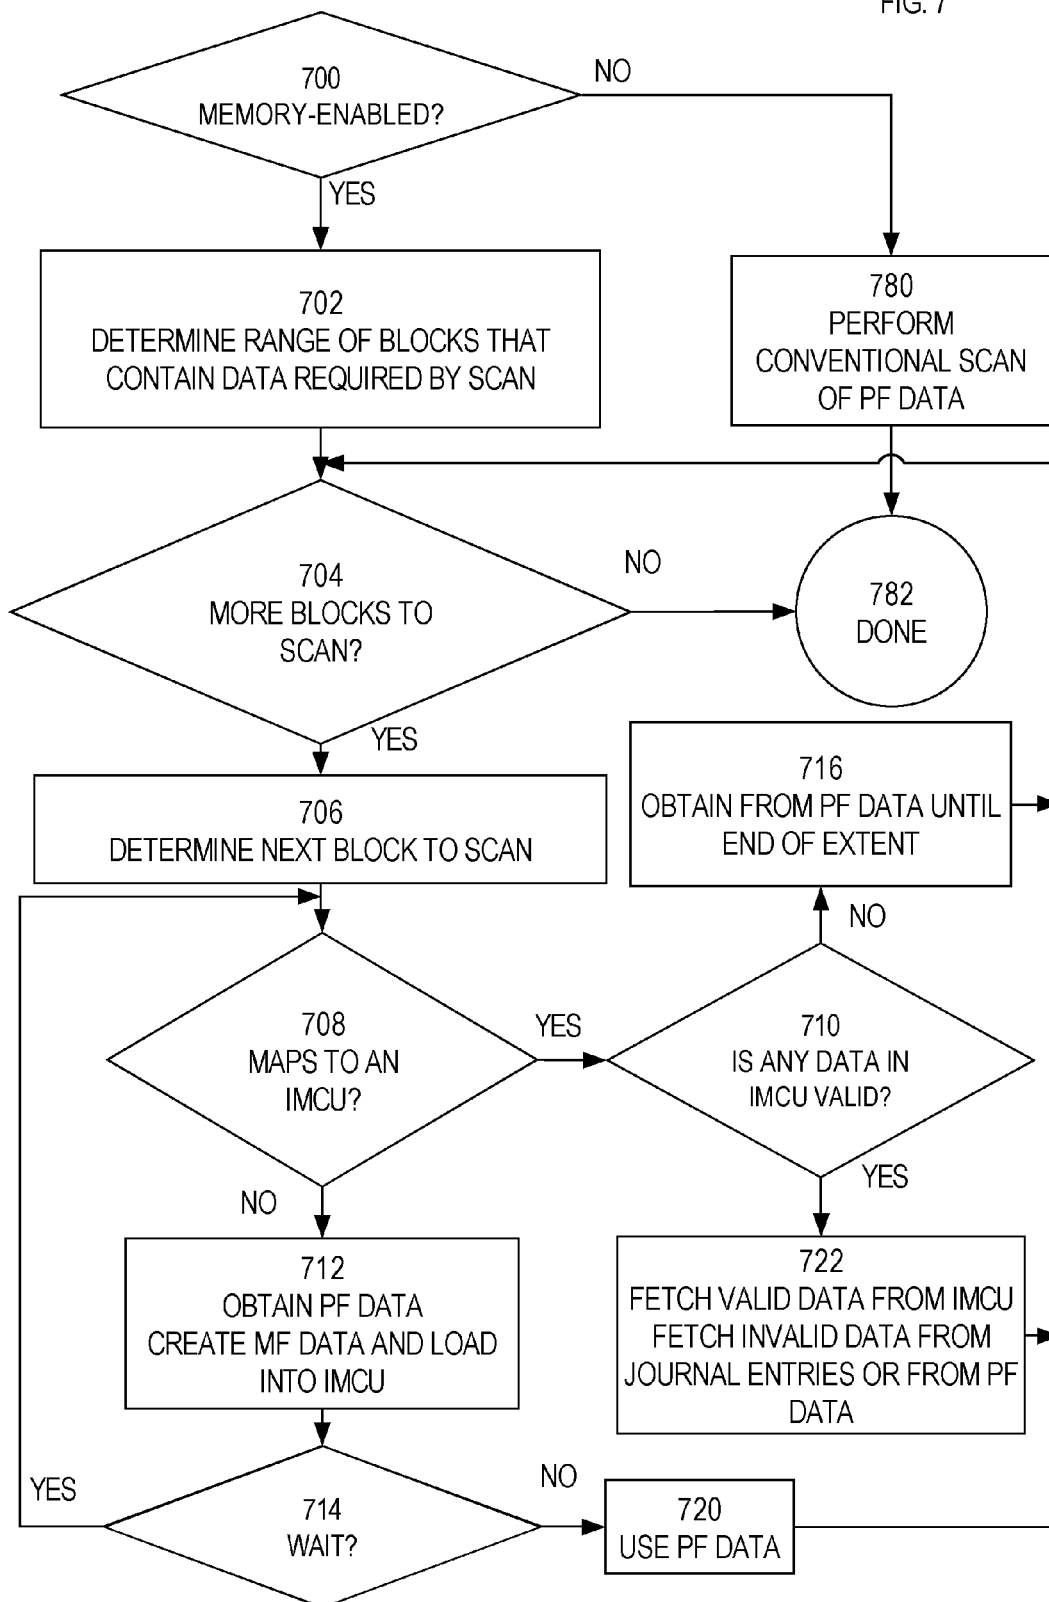 FIG. 7
700
MEMORY-ENABLED?
NO
YES
702
DETERMINE RANGE OF BLOCKS THAT
CONTAIN DATA REQUIRED BY SCAN
780
PERFORM
CONVENTIONAL SCAN
OF PF DATA
704
MORE BLOCKS TO
SCAN?
NO
782
DONE
YES
706
DETERMINE NEXT BLOCK TO SCAN
716
OBTAIN FROM PF DATA UNTIL
END OF EXTENT
NO
708
MAPS TO AN
IMCU?
YES
710
IS ANY DATA IN
IMCU VALID?
YES
NO
712
OBTAIN PF DATA
CREATE MF DATA AND LOAD
INTO IMCU
722
FETCH VALID DATA FROM IMCU
FETCH INVALID DATA FROM
JOURNAL ENTRIES OR FROM PF
DATA
YES
714
WAIT?
NO
720
USE PF DATA